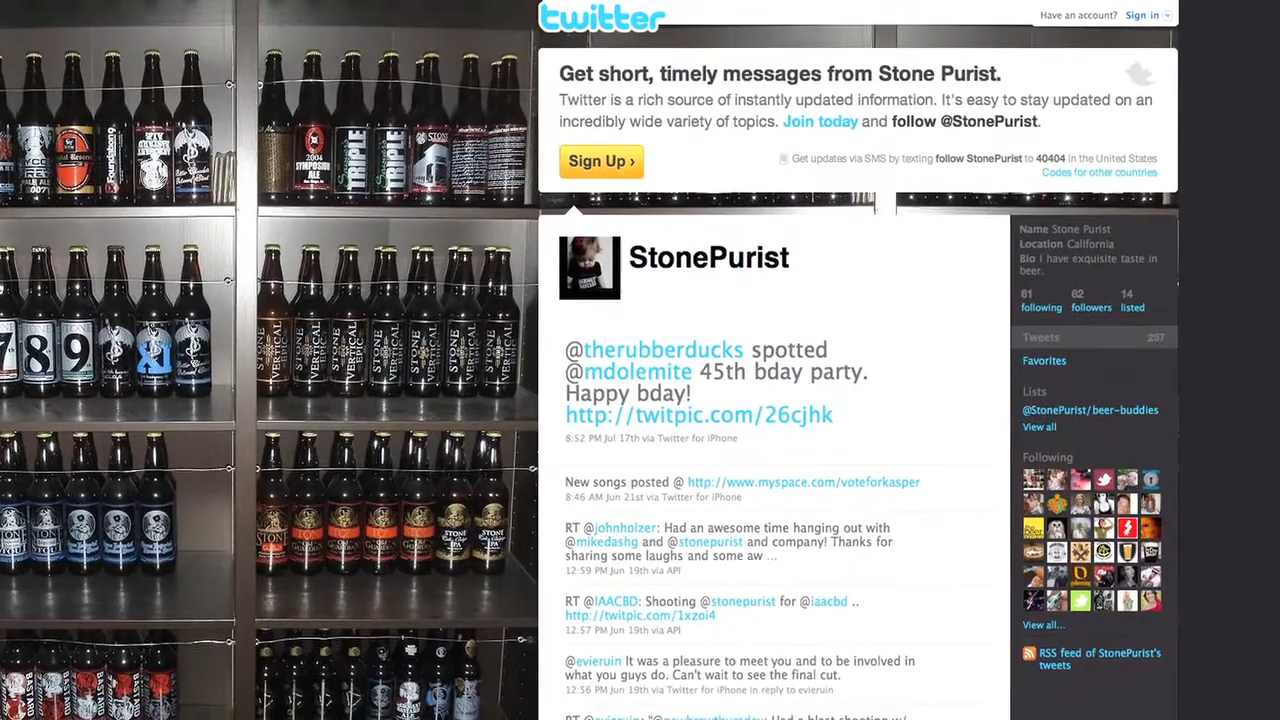 twitter
Have an account? Sign in
Get short, timely messages from Stone Purist.
Twitter is a rich source of instantly updated information. It's easy to stay updated on an
incredibly wide variety of topics. Join today and follow @StonePurist.
Sign Up ›
Get updates via SMS by texting follow StonePurist to 40404 in the United States
Codes for other countries
StonePurist
@therubberducks spotted
@mdolemite 45th bday party.
Happy bday!
http://twitpic.com/26cjhk
8:52 PM Jul 17th via Twitter for iPhone
New songs posted @ http://www.myspace.com/voteforkasper
8:46 AM Jun 21st via Twitter for iPhone
RT @johnholzer: Had an awesome time hanging out with
@mikedashg and @stonepurist and company! Thanks for
sharing some laughs and some aw ...
12:59 PM Jun 19th via API
RT @IAACBD: Shooting @stonepurist for @iaacbd ..
http://twitpic.com/1xzoi4
12:57 PM Jun 19th via API
@evieruin It was a pleasure to meet you and to be involved in
what you guys do. Can't wait to see the final cut.
12:56 PM Jun 19th via Twitter for iPhone in reply to evieruin
Name Stone Purist
Location California
Bio I have exquisite taste in
beer.
61 62 14
following followers listed
Tweets 257
Favorites
Lists
@StonePurist/beer-buddies
View all
Following
View all...
RSS feed of StonePurist's
tweets
2004
SYMPOSIUM
ALE
TRIPLE
TRIPLE
STONE
8 9 XI
STONE
VERTICAL
EPIC
STONE
IPA